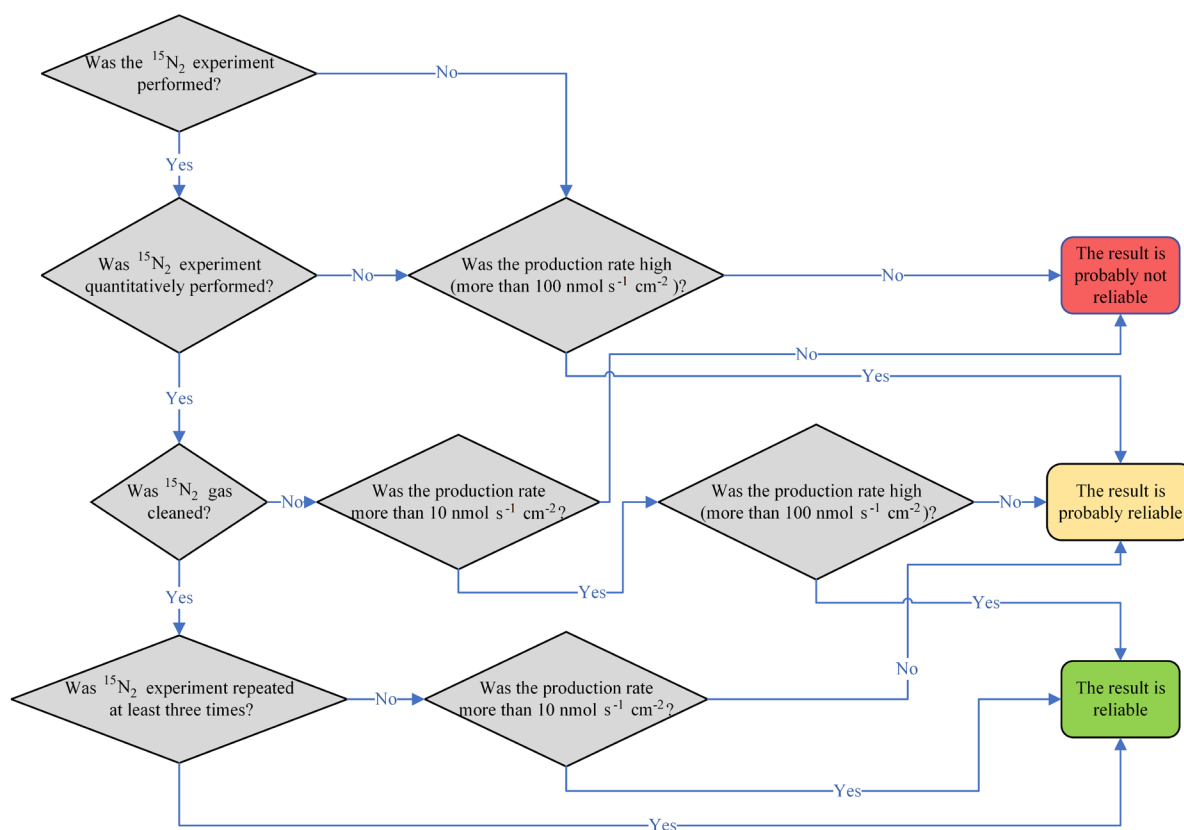 Was the ¹⁵N₂ experiment
performed?
No
Yes
Was ¹⁵N₂ experiment
quantitatively performed?
No
Was the production rate high
(more than 100 nmol s⁻¹ cm⁻²)?
No
The result is
probably not
reliable
No
Yes
Yes
Was ¹⁵N₂ gas
cleaned?
No
Was the production rate
more than 10 nmol s⁻¹ cm⁻²?
Was the production rate high
(more than 100 nmol s⁻¹ cm⁻²)?
No
The result is
probably reliable
Yes
Yes
Yes
Was ¹⁵N₂ experiment repeated
at least three times?
No
Was the production rate
more than 10 nmol s⁻¹ cm⁻²?
No
The result is
reliable
Yes
Yes